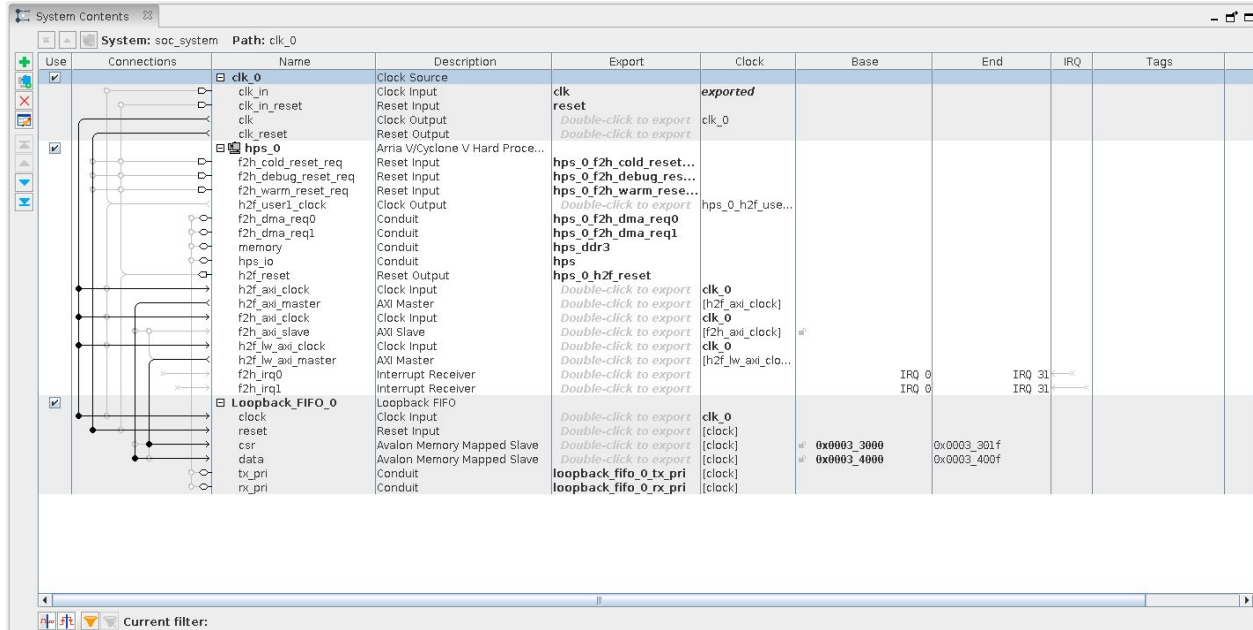 System Contents
System: soc_system Path: clk_0
Use Connections Name Description Export Clock Base End IRQ Tags
clk_0 Clock Source
clk_in Clock Input clk exported
clk_in_reset Reset Input reset
clk Clock Output Double-click to export clk_0
clk_reset Reset Output Double-click to export
hps_0 Arria V/Cyclone V Hard Proce...
f2h_cold_reset_req Reset Input hps_0_f2h_cold_reset...
f2h_debug_reset_req Reset Input hps_0_f2h_debug_res...
f2h_warm_reset_req Reset Input hps_0_f2h_warm_rese...
h2f_user1_clock Clock Output Double-click to export hps_0_h2f_use...
f2h_dma_req0 Conduit hps_0_f2h_dma_req0
f2h_dma_req1 Conduit hps_0_f2h_dma_req1
memory Conduit hps_ddr3
hps_io Conduit hps
h2f_reset Reset Output hps_0_h2f_reset
h2f_axi_clock Clock Input Double-click to export clk_0
h2f_axi_master AXI Master Double-click to export [h2f_axi_clock]
f2h_axi_clock Clock Input Double-click to export clk_0
f2h_axi_slave AXI Slave Double-click to export [f2h_axi_clock]
h2f_lw_axi_clock Clock Input Double-click to export clk_0
h2f_lw_axi_master AXI Master Double-click to export [h2f_lw_axi_clo...
f2h_irq0 Interrupt Receiver Double-click to export IRQ 0 IRQ 31
f2h_irq1 Interrupt Receiver Double-click to export IRQ 0 IRQ 31
Loopback_FIFO_0 Loopback FIFO
clock Clock Input Double-click to export clk_0
reset Reset Input Double-click to export [clock]
csr Avalon Memory Mapped Slave Double-click to export [clock] 0x0003_3000 0x0003_301f
data Avalon Memory Mapped Slave Double-click to export [clock] 0x0003_4000 0x0003_400f
tx_pri Conduit loopback_fifo_0_tx_pri [clock]
rx_pri Conduit loopback_fifo_0_rx_pri [clock]
Current filter: